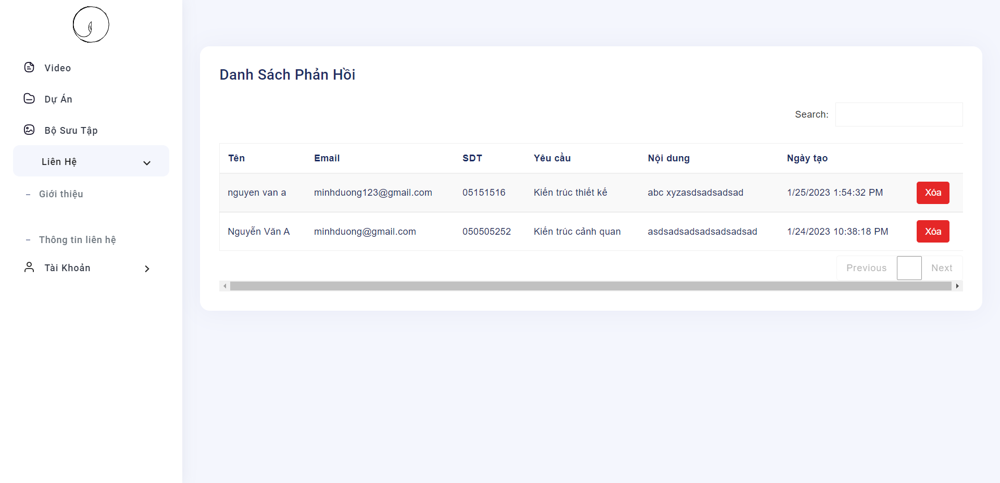 Video
Dự Án
Bộ Sưu Tập
Liên Hệ
– Giới thiệu
– Thông tin liên hệ
Tài Khoản
Danh Sách Phản Hồi
Search:
Tên Email SDT Yêu cầu Nội dung Ngày tạo
nguyen van a minhduong123@gmail.com 05151516 Kiến trúc thiết kế abc xyzasdsadsadsad 1/25/2023 1:54:32 PM Xóa
Nguyễn Văn A minhduong@gmail.com 050505252 Kiến trúc cảnh quan asdsadsadsadsadsadsad 1/24/2023 10:38:18 PM Xóa
Previous Next